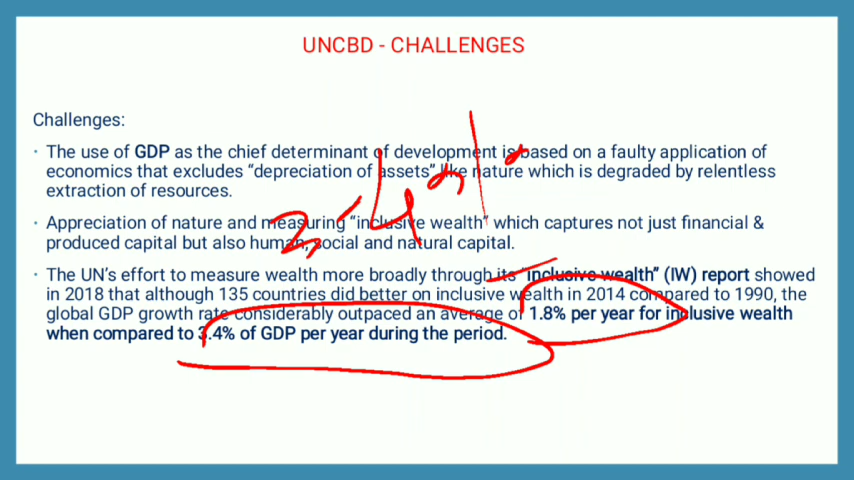 UNCBD - CHALLENGES
Challenges:
· The use of GDP as the chief determinant of development is based on a faulty application of
economics that excludes “depreciation of assets” like nature which is degraded by relentless
extraction of resources.
· Appreciation of nature and measuring “inclusive wealth” which captures not just financial &
produced capital but also human, social and natural capital.
· The UN’s effort to measure wealth more broadly through its “inclusive wealth” (IW) report showed
in 2018 that although 135 countries did better on inclusive wealth in 2014 compared to 1990, the
global GDP growth rate considerably outpaced an average of 1.8% per year for inclusive wealth
when compared to 3.4% of GDP per year during the period.